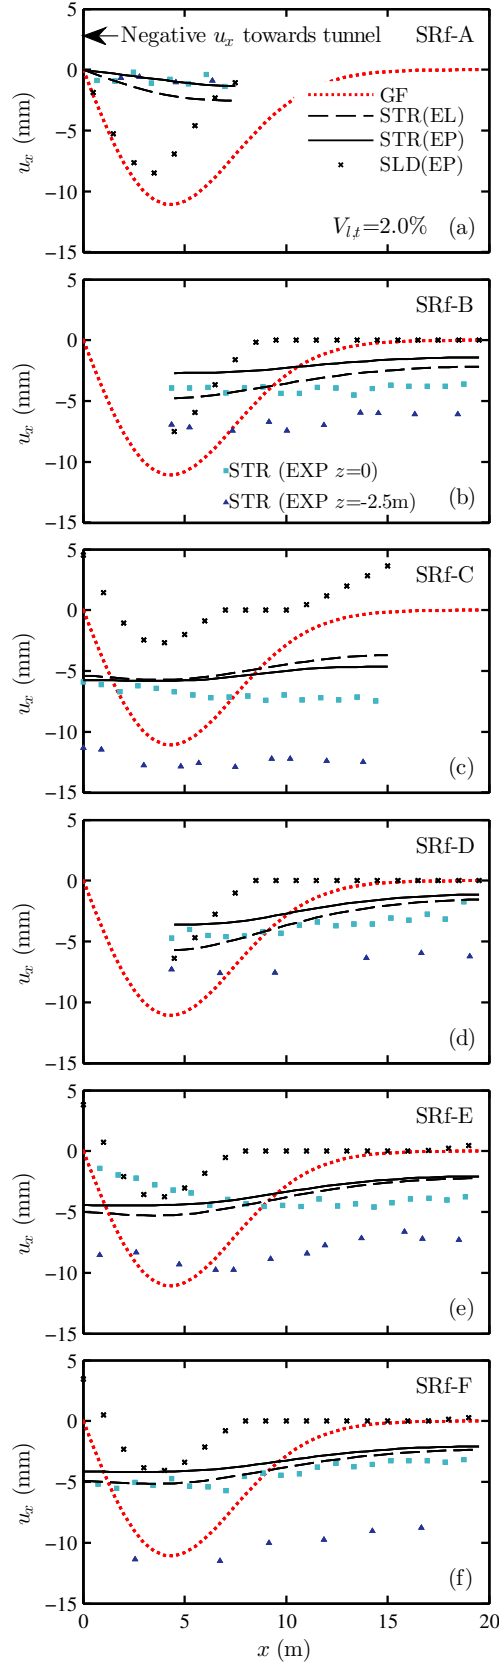 5
Negative u_x towards tunnel
SRf-A
0
GF
STR(EL)
−5
STR(EP)
SLD(EP)
−10
V_{l,t}=2.0%
(a)
−15
u_x (mm)
5
SRf-B
0
−5
STR (EXP z=0)
−10
STR (EXP z=-2.5m)
(b)
−15
u_x (mm)
5
SRf-C
0
−5
−10
(c)
−15
u_x (mm)
5
SRf-D
0
−5
−10
(d)
−15
u_x (mm)
5
SRf-E
0
−5
−10
(e)
−15
u_x (mm)
5
SRf-F
0
−5
−10
(f)
−15
u_x (mm)
0 5 10 15 20
x (m)